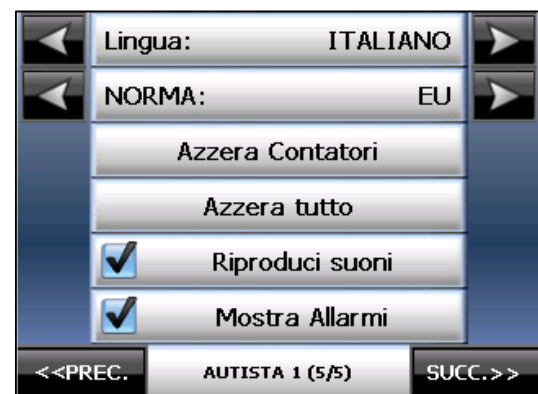 Lingua: ITALIANO
NORMA: EU
Azzera Contatori
Azzera tutto
Riproduci suoni
Mostra Allarmi
<<PREC. AUTISTA 1 (5/5) SUCC.>>